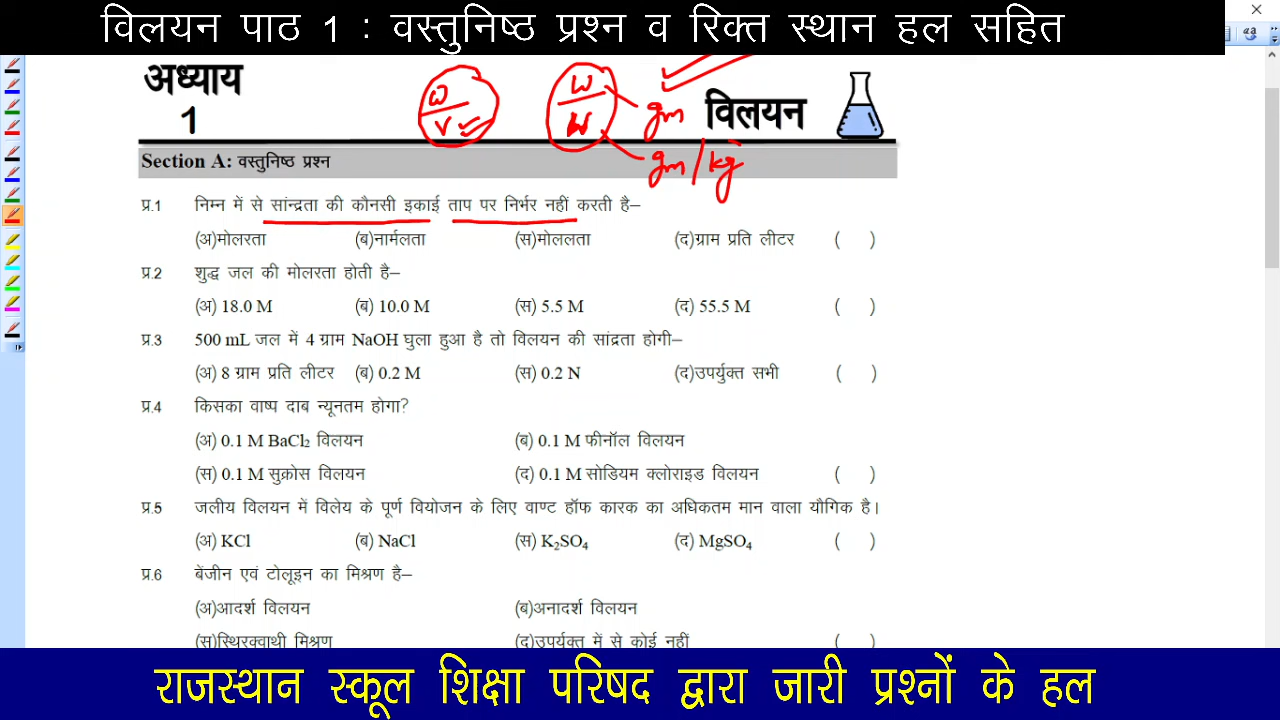 विलयन पाठ 1 : वस्तुनिष्ठ प्रश्न व रिक्त स्थान हल सहित
अध्याय
1
W/V
W/W
gm
gm/kg
विलयन
Section A: वस्तुनिष्ठ प्रश्न
प्र.1 निम्न में से सांन्द्रता की कौनसी इकाई ताप पर निर्भर नहीं करती है–
(अ)मोलरता (ब)नार्मलता (स)मोललता (द)ग्राम प्रति लीटर ( )
प्र.2 शुद्ध जल की मोलरता होती है–
(अ) 18.0 M (ब) 10.0 M (स) 5.5 M (द) 55.5 M ( )
प्र.3 500 mL जल में 4 ग्राम NaOH घुला हुआ है तो विलयन की सांद्रता होगी–
(अ) 8 ग्राम प्रति लीटर (ब) 0.2 M (स) 0.2 N (द)उपर्युक्त सभी ( )
प्र.4 किसका वाष्प दाब न्यूनतम होगा?
(अ) 0.1 M BaCl₂ विलयन (ब) 0.1 M फीनॉल विलयन
(स) 0.1 M सुक्रोस विलयन (द) 0.1 M सोडियम क्लोराइड विलयन ( )
प्र.5 जलीय विलयन में विलेय के पूर्ण वियोजन के लिए वाण्ट हॉफ कारक का अधिकतम मान वाला यौगिक है।
(अ) KCl (ब) NaCl (स) K₂SO₄ (द) MgSO₄ ( )
प्र.6 बेंजीन एवं टोलूइन का मिश्रण है–
(अ)आदर्श विलयन (ब)अनादर्श विलयन
(स)स्थिरक्वाथी मिश्रण (द)उपर्यक्त में से कोई नहीं ( )
राजस्थान स्कूल शिक्षा परिषद द्वारा जारी प्रश्नों के हल